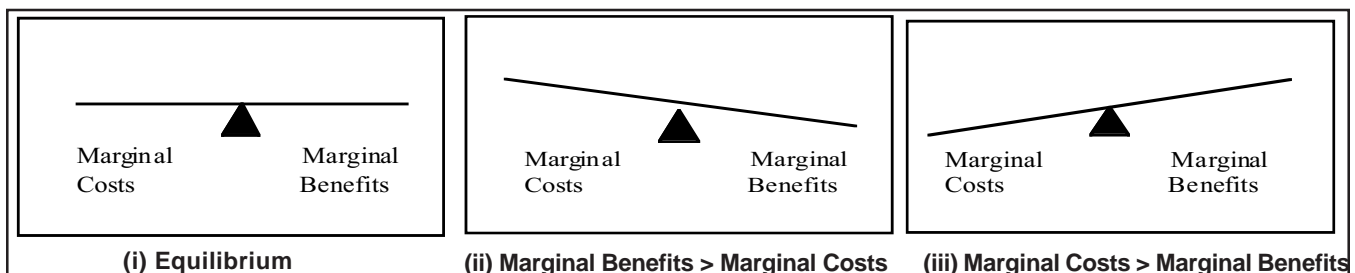 Marginal Costs
Marginal Benefits
(i) Equilibrium
Marginal Costs
Marginal Benefits
(ii) Marginal Benefits > Marginal Costs
Marginal Costs
Marginal Benefits
(iii) Marginal Costs > Marginal Benefits